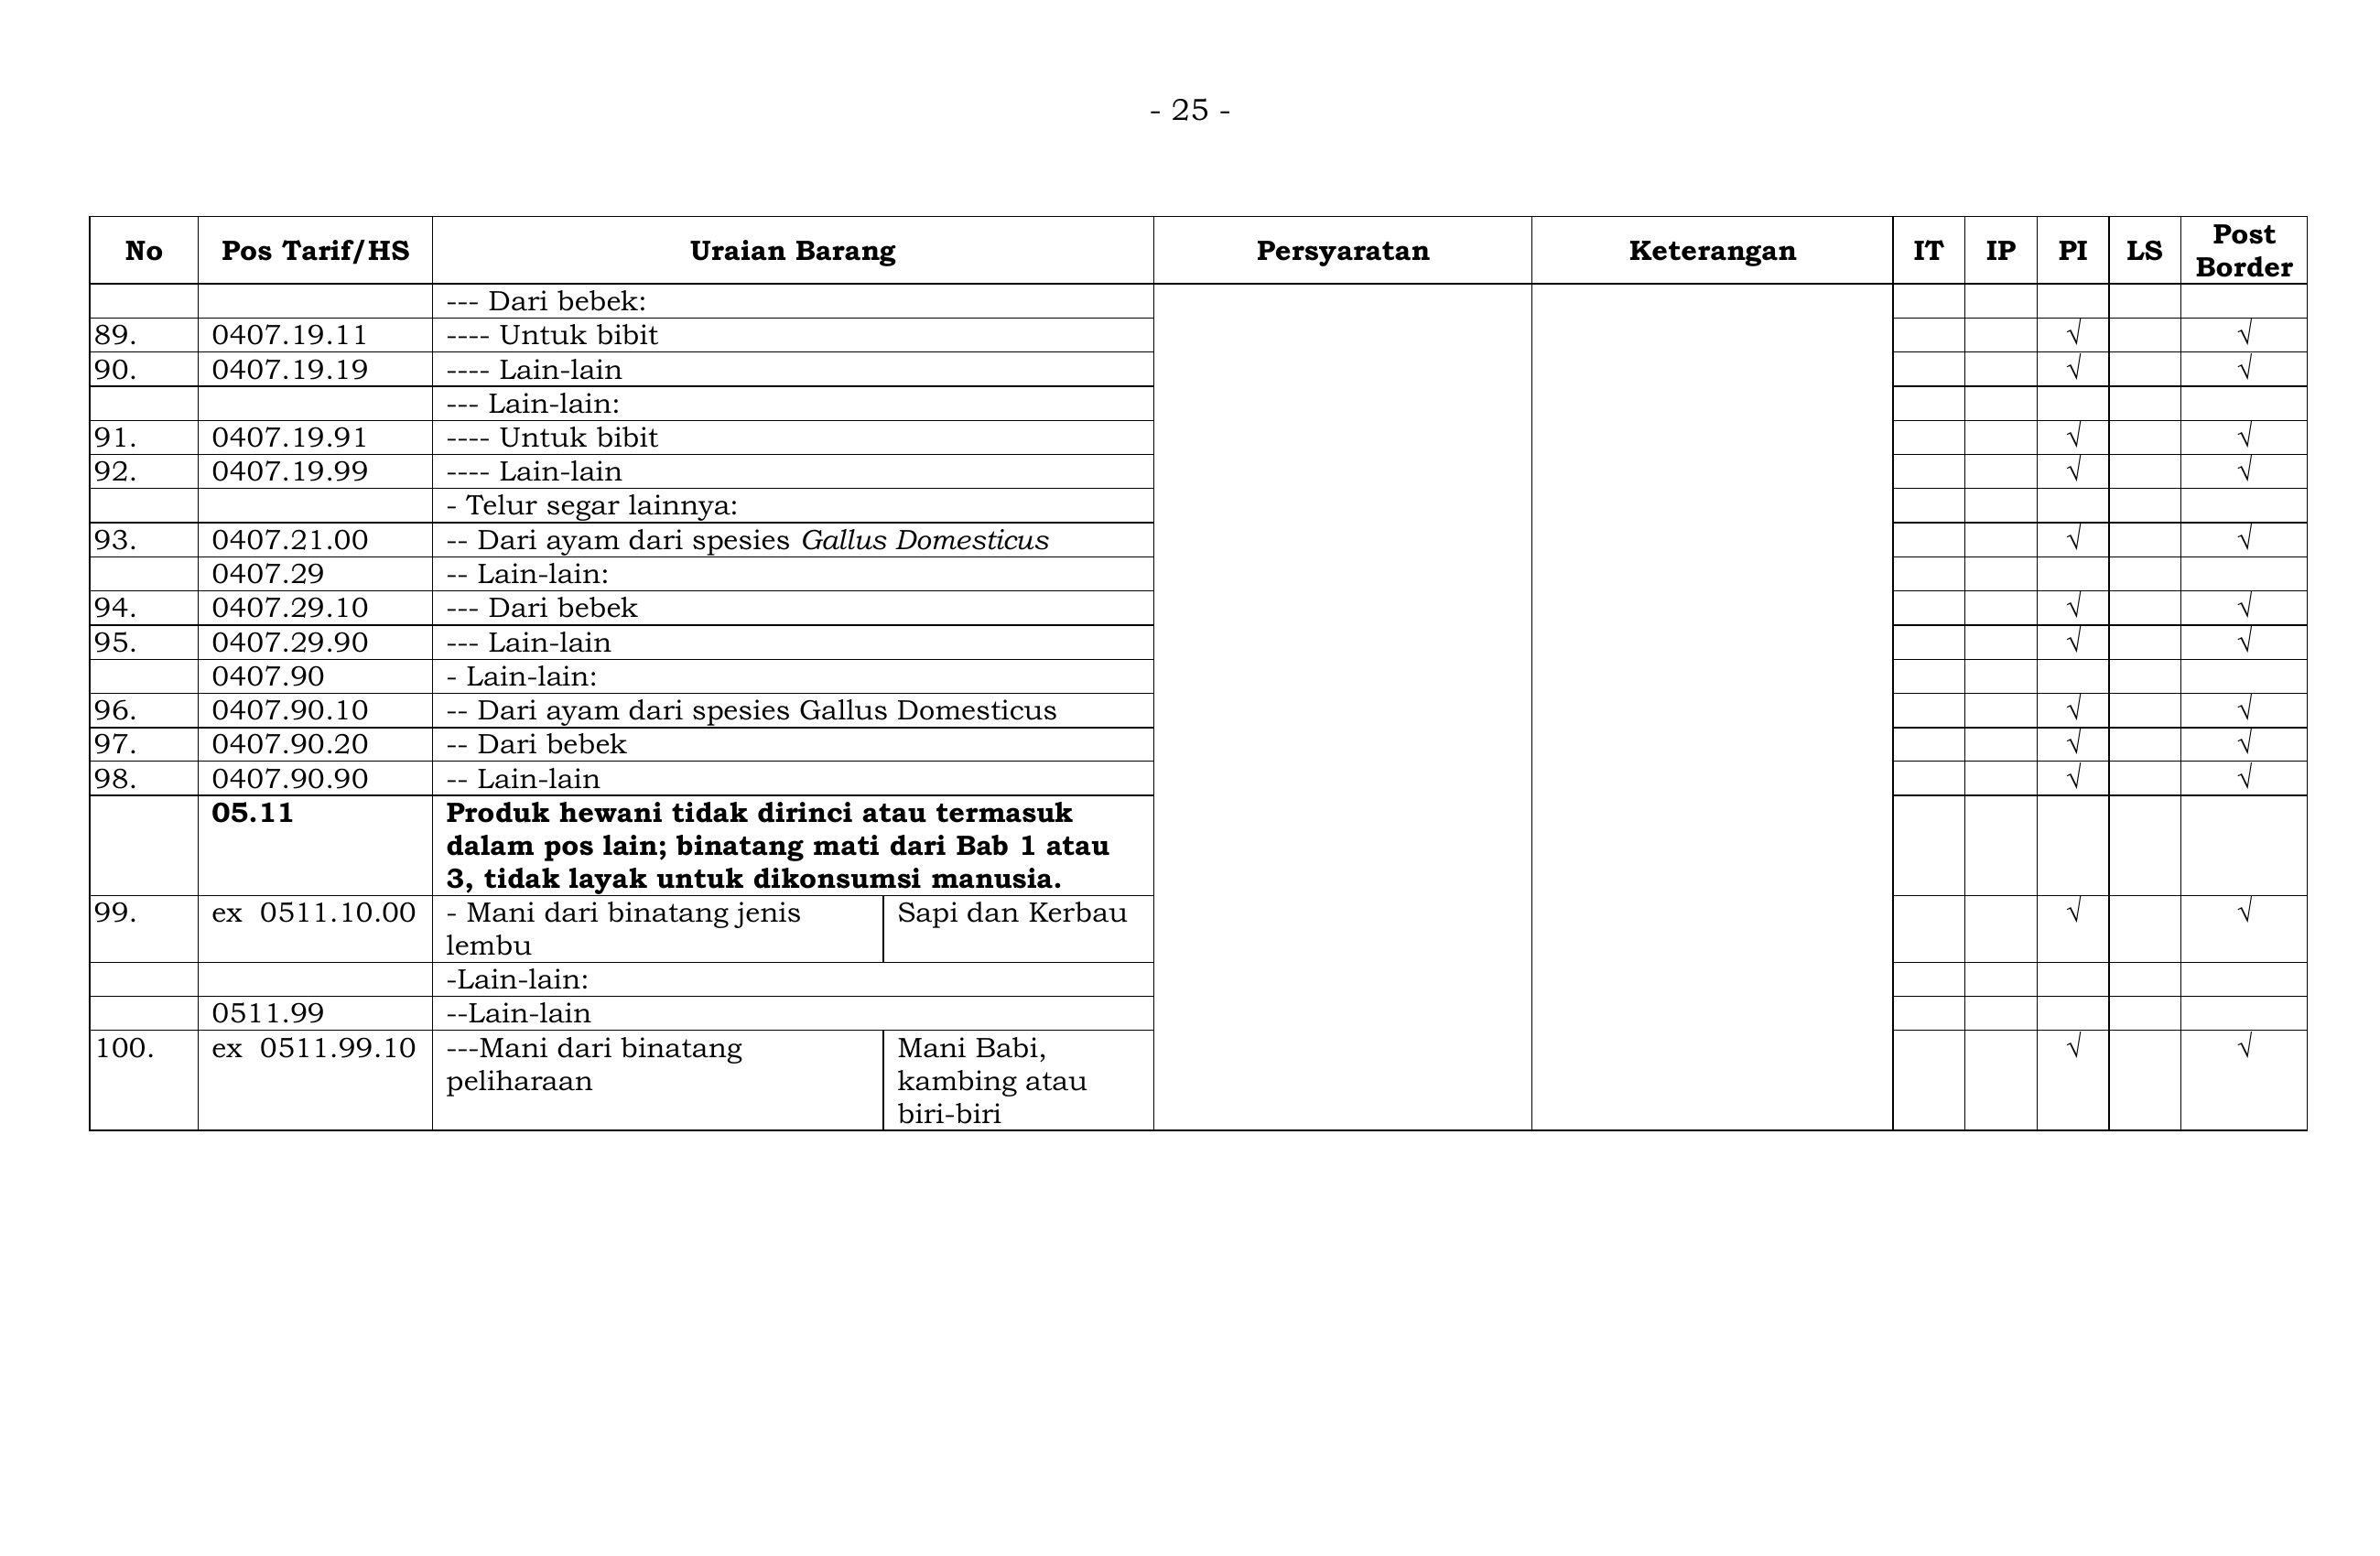 - 25 -
No Pos Tarif/HS Uraian Barang Persyaratan Keterangan IT IP PI LS Post Border
--- Dari bebek:
89. 0407.19.11 ---- Untuk bibit √ √
90. 0407.19.19 ---- Lain-lain √ √
--- Lain-lain:
91. 0407.19.91 ---- Untuk bibit √ √
92. 0407.19.99 ---- Lain-lain √ √
- Telur segar lainnya:
93. 0407.21.00 -- Dari ayam dari spesies Gallus Domesticus √ √
0407.29 -- Lain-lain:
94. 0407.29.10 --- Dari bebek √ √
95. 0407.29.90 --- Lain-lain √ √
0407.90 - Lain-lain:
96. 0407.90.10 -- Dari ayam dari spesies Gallus Domesticus √ √
97. 0407.90.20 -- Dari bebek √ √
98. 0407.90.90 -- Lain-lain √ √
05.11 Produk hewani tidak dirinci atau termasuk
dalam pos lain; binatang mati dari Bab 1 atau
3, tidak layak untuk dikonsumsi manusia.
99. ex 0511.10.00 - Mani dari binatang jenis Sapi dan Kerbau √ √
lembu
-Lain-lain:
0511.99 --Lain-lain
100. ex 0511.99.10 ---Mani dari binatang Mani Babi, √ √
peliharaan kambing atau
biri-biri